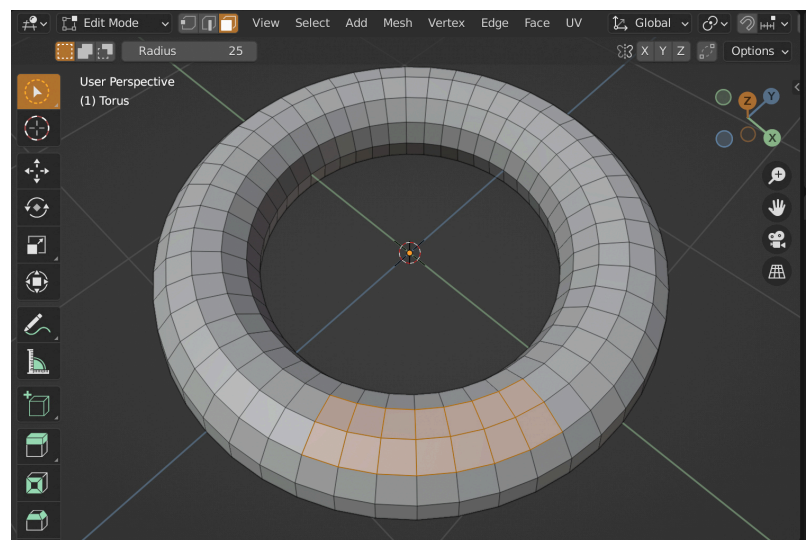 Edit Mode View Select Add Mesh Vertex Edge Face UV Global
Radius 25 X Y Z Options
User Perspective
(1) Torus
Z Y
X